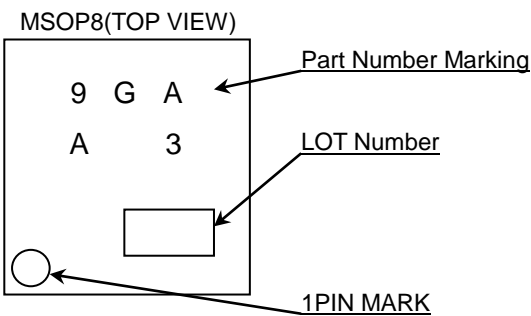 MSOP8(TOP VIEW)
Part Number Marking
9 G A
A 3
LOT Number
1PIN MARK